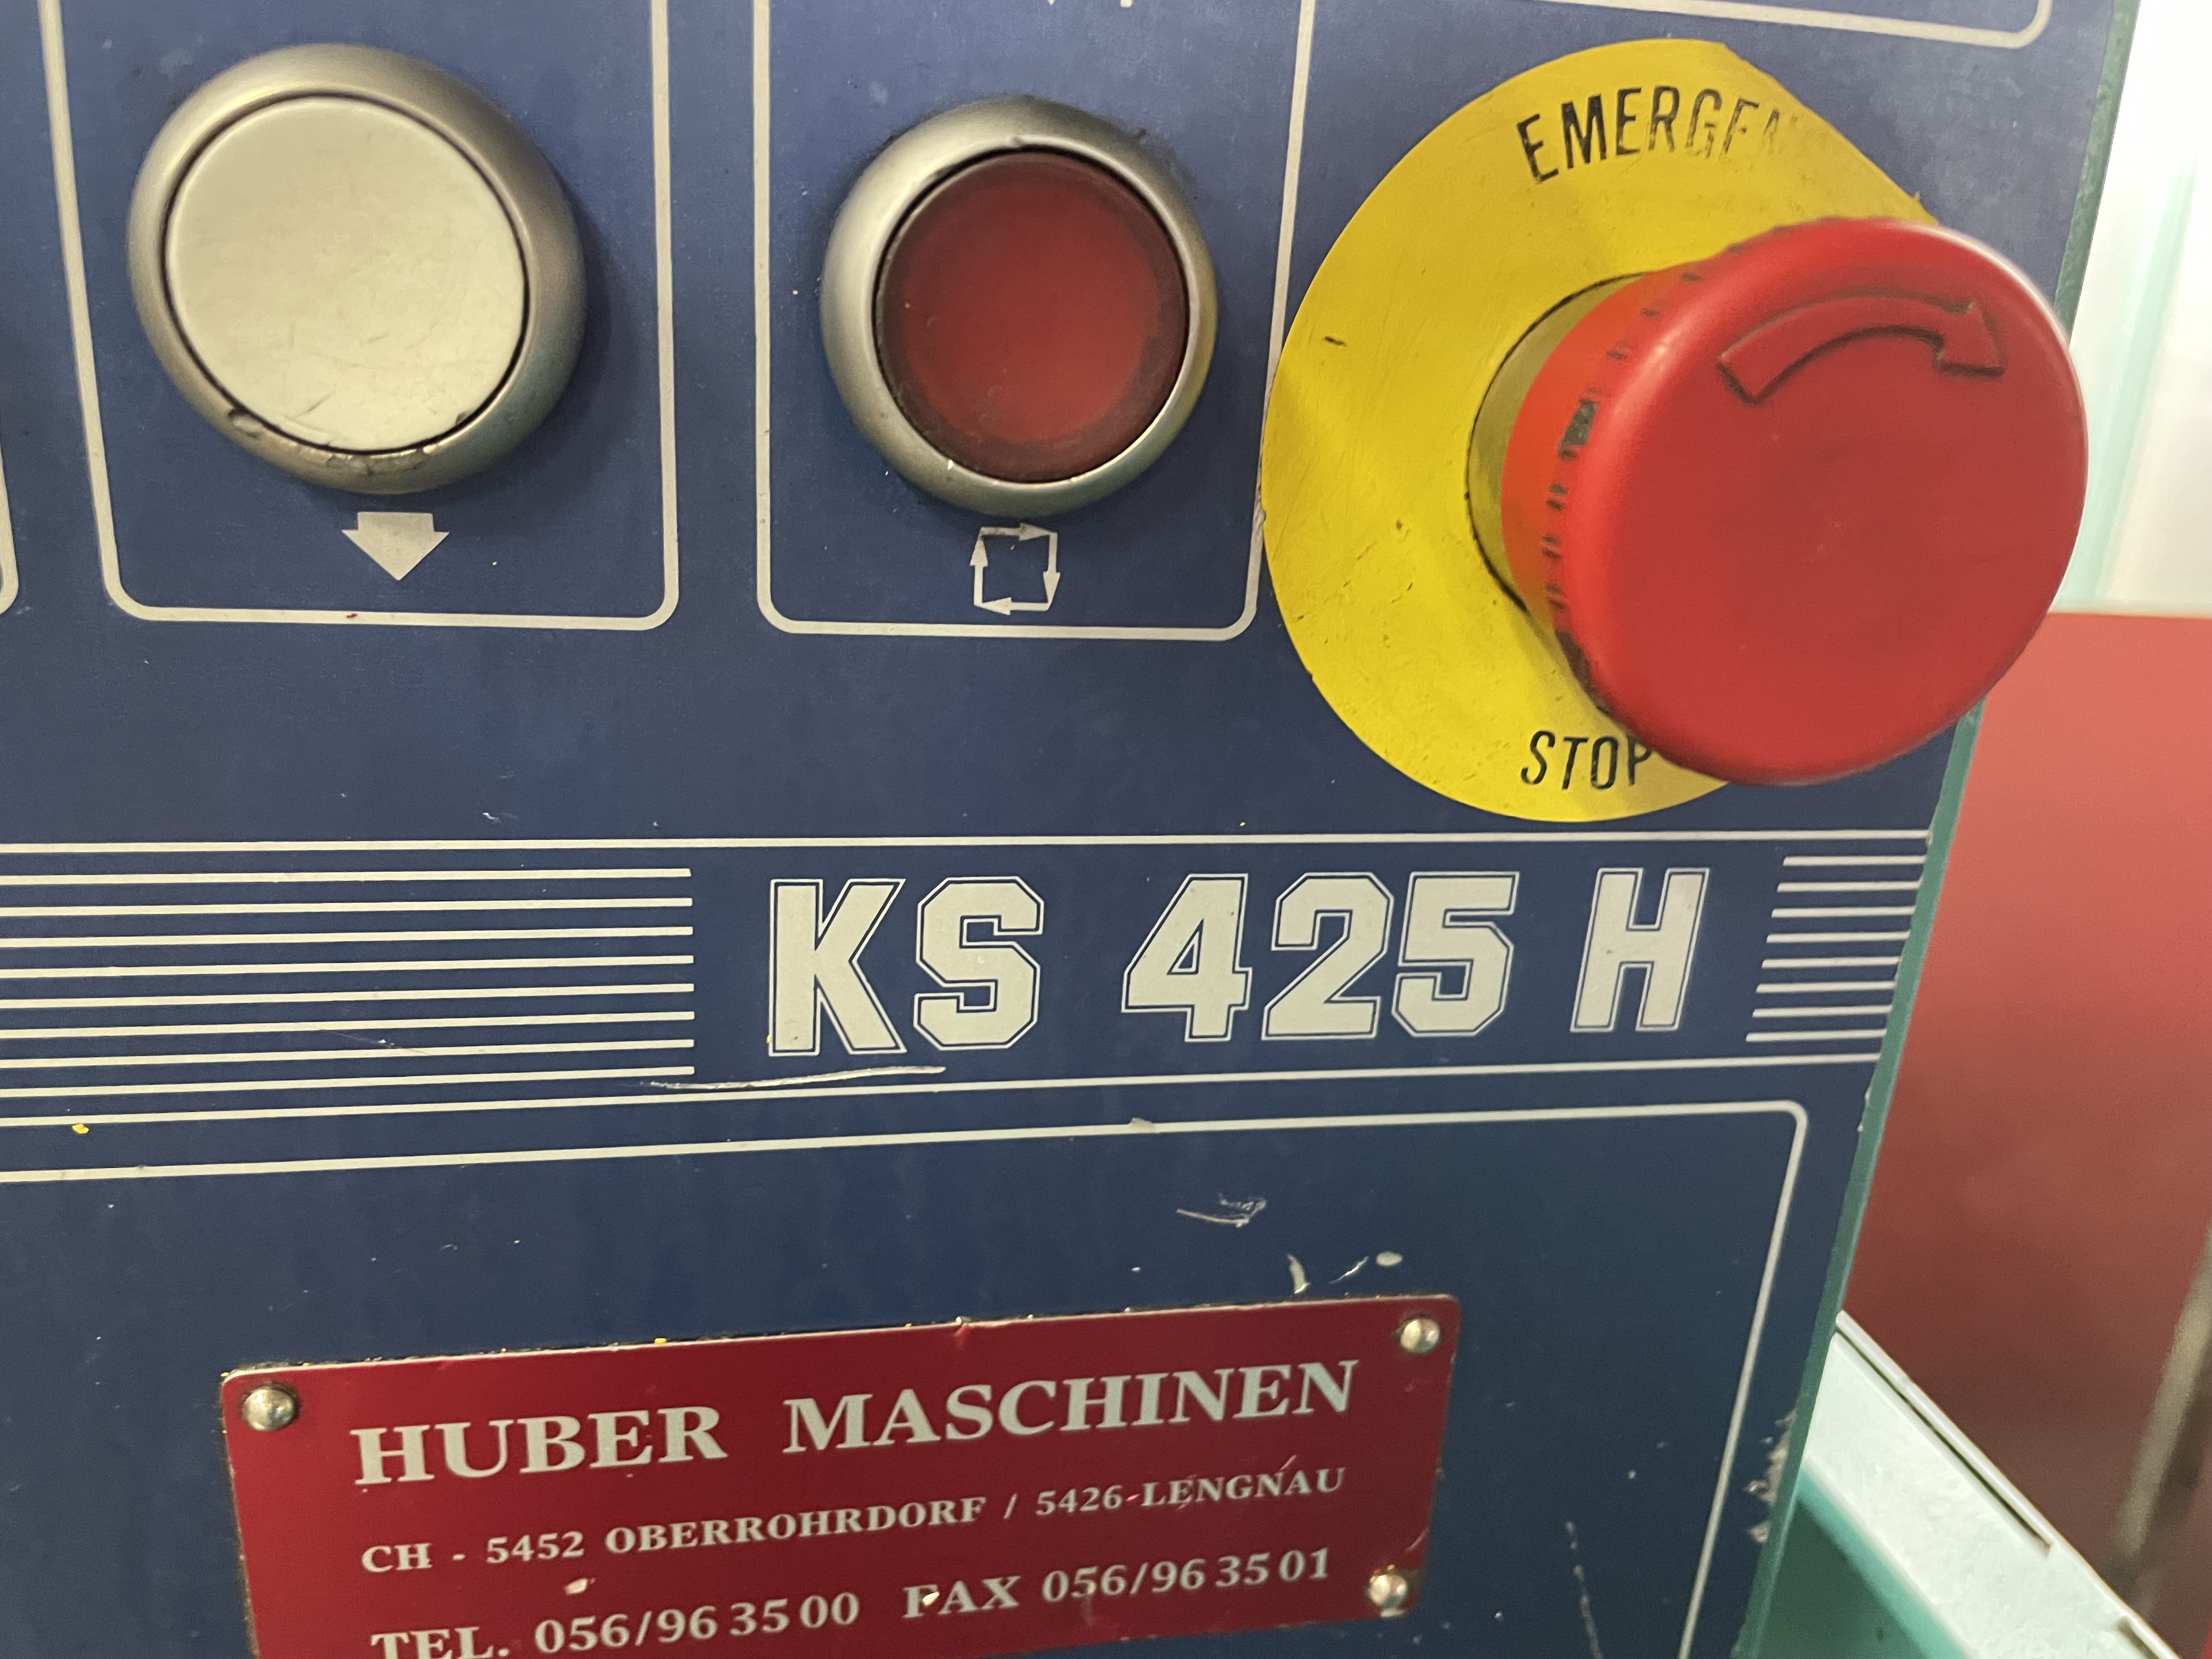 EMERGEN
STOP
KS 425 H
HUBER MASCHINEN
CH - 5452 OBERROHRDORF / 5426-LENGNAU
TEL. 056/96 35 00 FAX 056/96 35 01